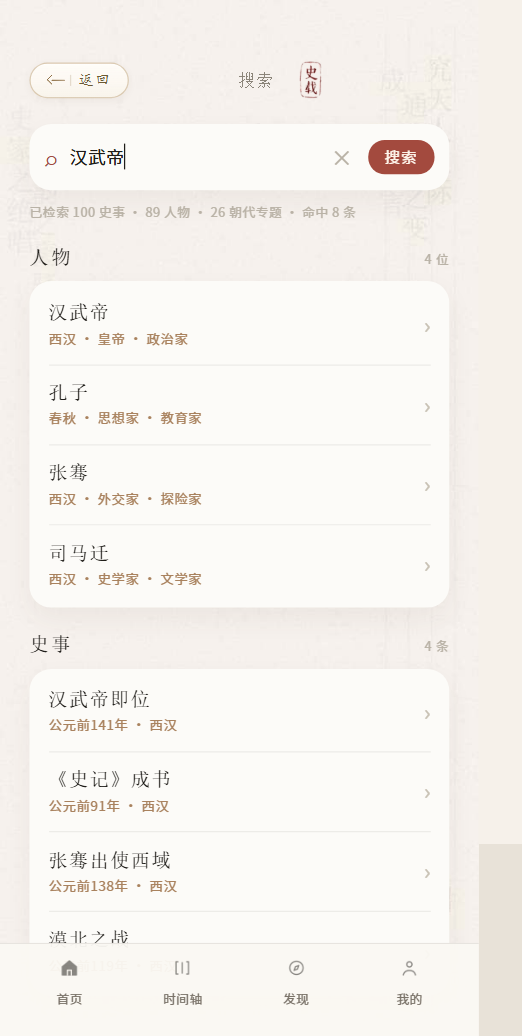 返回
搜索
史载
汉武帝
搜索
已检索 100 史事 · 89 人物 · 26 朝代专题 · 命中 8 条
人物
4 位
汉武帝
西汉 · 皇帝 · 政治家
孔子
春秋 · 思想家 · 教育家
张骞
西汉 · 外交家 · 探险家
司马迁
西汉 · 史学家 · 文学家
史事
4 条
汉武帝即位
公元前141年 · 西汉
《史记》成书
公元前91年 · 西汉
张骞出使西域
公元前138年 · 西汉
漠北之战
首页
时间轴
发现
我的